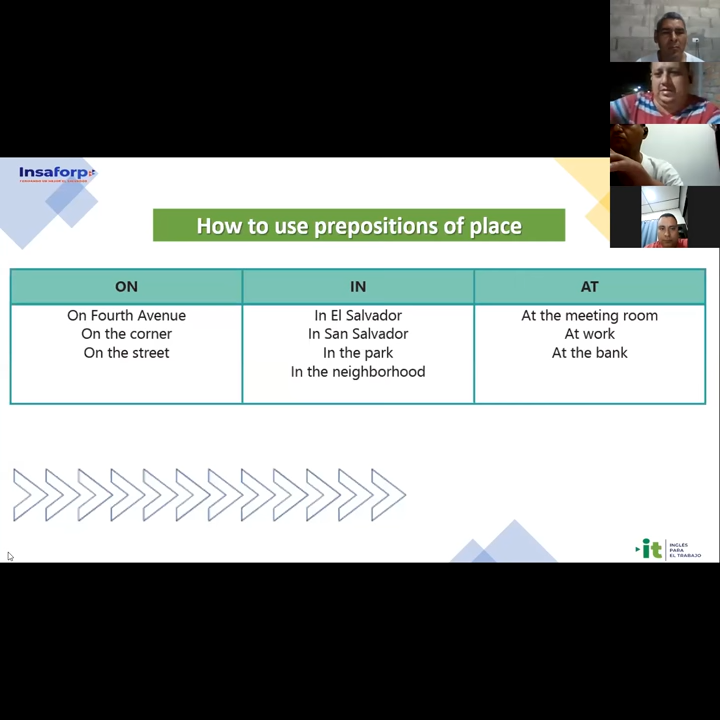 Insaforp
How to use prepositions of place
ON
IN
AT
On Fourth Avenue
On the corner
On the street
In El Salvador
In San Salvador
In the park
In the neighborhood
At the meeting room
At work
At the bank
it
INGLÉS
PARA
EL TRABAJO